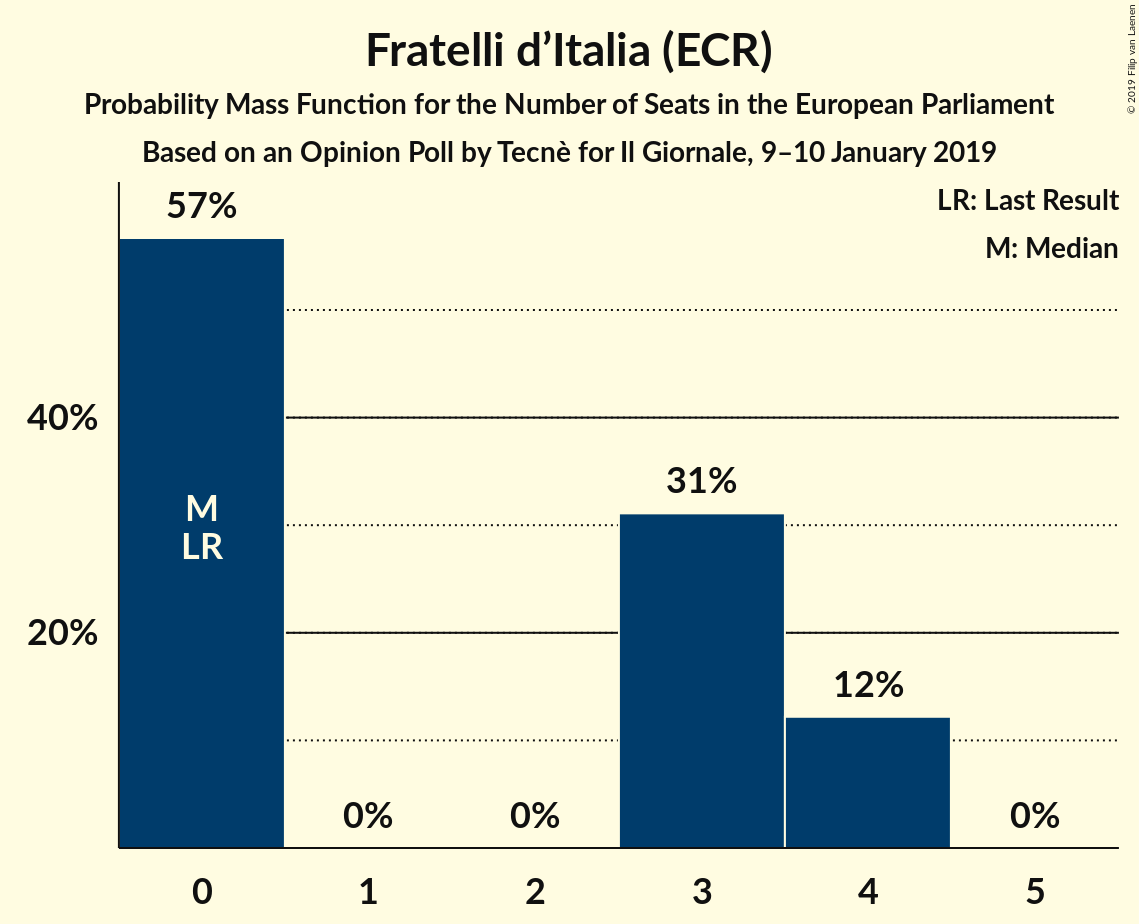 Fratelli d’Italia (ECR)
Probability Mass Function for the Number of Seats in the European Parliament
Based on an Opinion Poll by Tecnè for Il Giornale, 9–10 January 2019
© 2019 Filip van Laenen
LR: Last Result
M: Median
57%
40%
31%
M
LR
20%
12%
0%
0%
0%
0
1
2
3
4
5